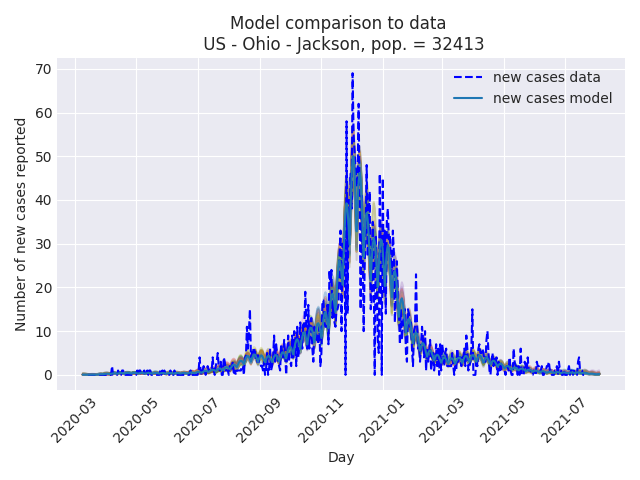 Model comparison to data
US - Ohio - Jackson, pop. = 32413
new cases data
new cases model
Number of new cases reported
70
60
50
40
30
20
10
0
2020-03
2020-05
2020-07
2020-09
2020-11
2021-01
2021-03
2021-05
2021-07
Day